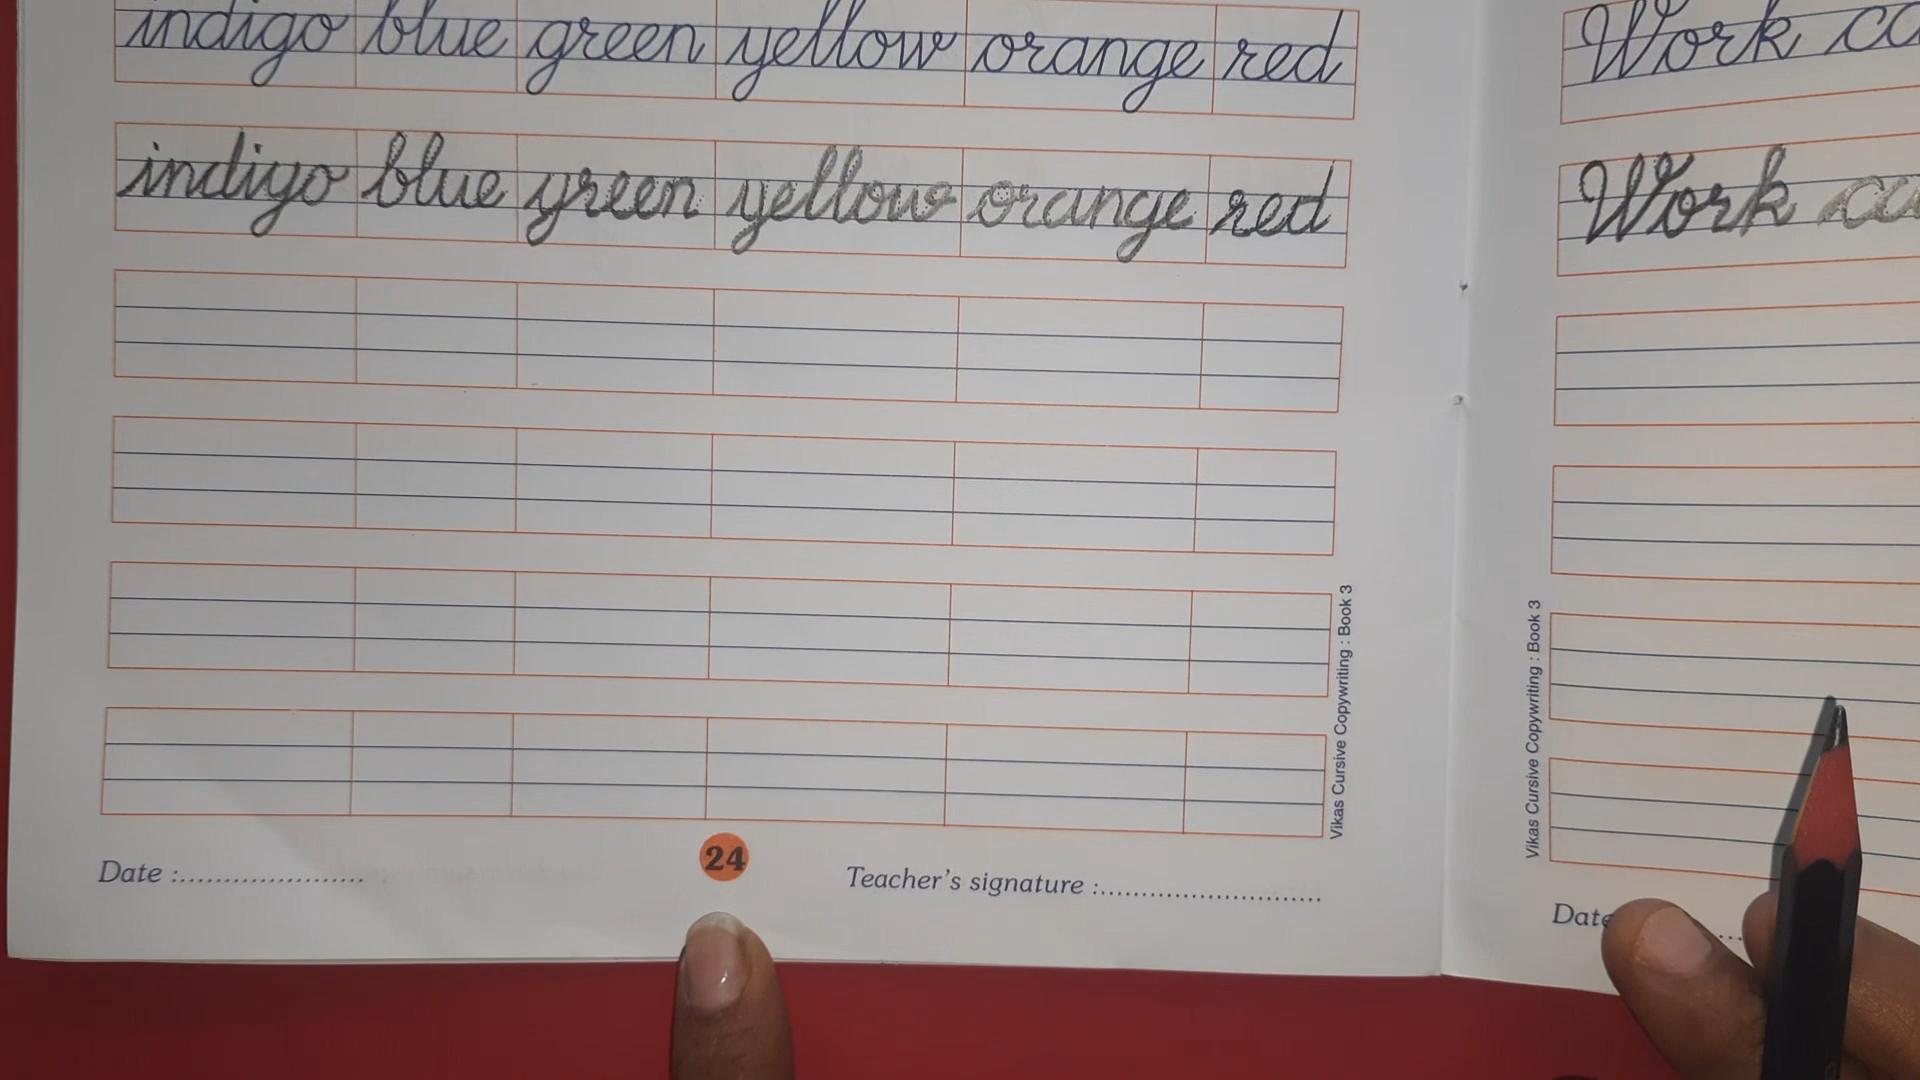 indigo blue green yellow orange red
indigo blue green yellow orange red
Vikas Cursive Copywriting : Book 3
Date :......................
24
Teacher's signature :............................
Work
Work
Vikas Cursive Copywriting : Book 3
Date